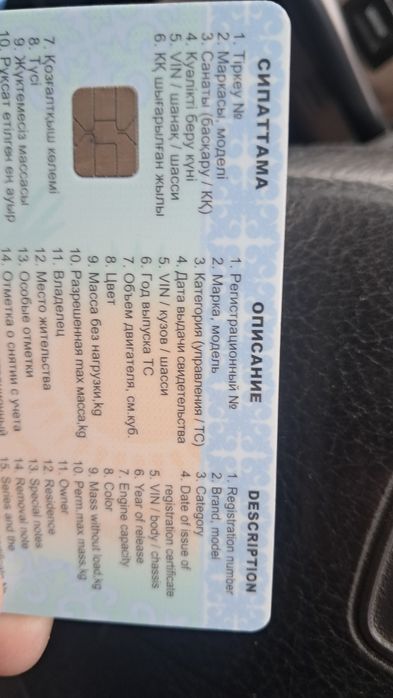 СИПАТТАМА
1. Тіркеу №
2. Маркасы, моделі
3. Санаты (басқару / КҚ)
4. Куәлікті беру күні
5. VIN / шанақ / шасси
6. КҚ шығарылған жылы
7. Қозғалтқыш көлемі
8. Түсі
9. Жүктемесіз массасы
10. Рұқсат етілген ең ауыр
ОПИСАНИЕ
1. Регистрационный №
2. Марка, модель
3 Категория (управления / ТС)
4. Дата выдачи свидетельства
5. VIN / кузов / шасси
6. Год выпуска ТС
7. Объем двигателя, см.куб.
8. Цвет
9. Масса без нагрузки,kg
10. Разрешенная max масса,kg
11. Владелец
12. Место жительства
13. Особые отметки
14. Отметка о снятии с учета
DESCRIPTION
1. Registration number
2. Brand, model
3. Category
4. Date of issue of
registration certificate
5. VIN / body / chassis
6. Year of release
7. Engine capacity
8. Color
9. Mass without load,kg
10. Perm.max mass,kg
11. Owner
12 Residence
13. Special notes
14. Removal note
15. Series and the